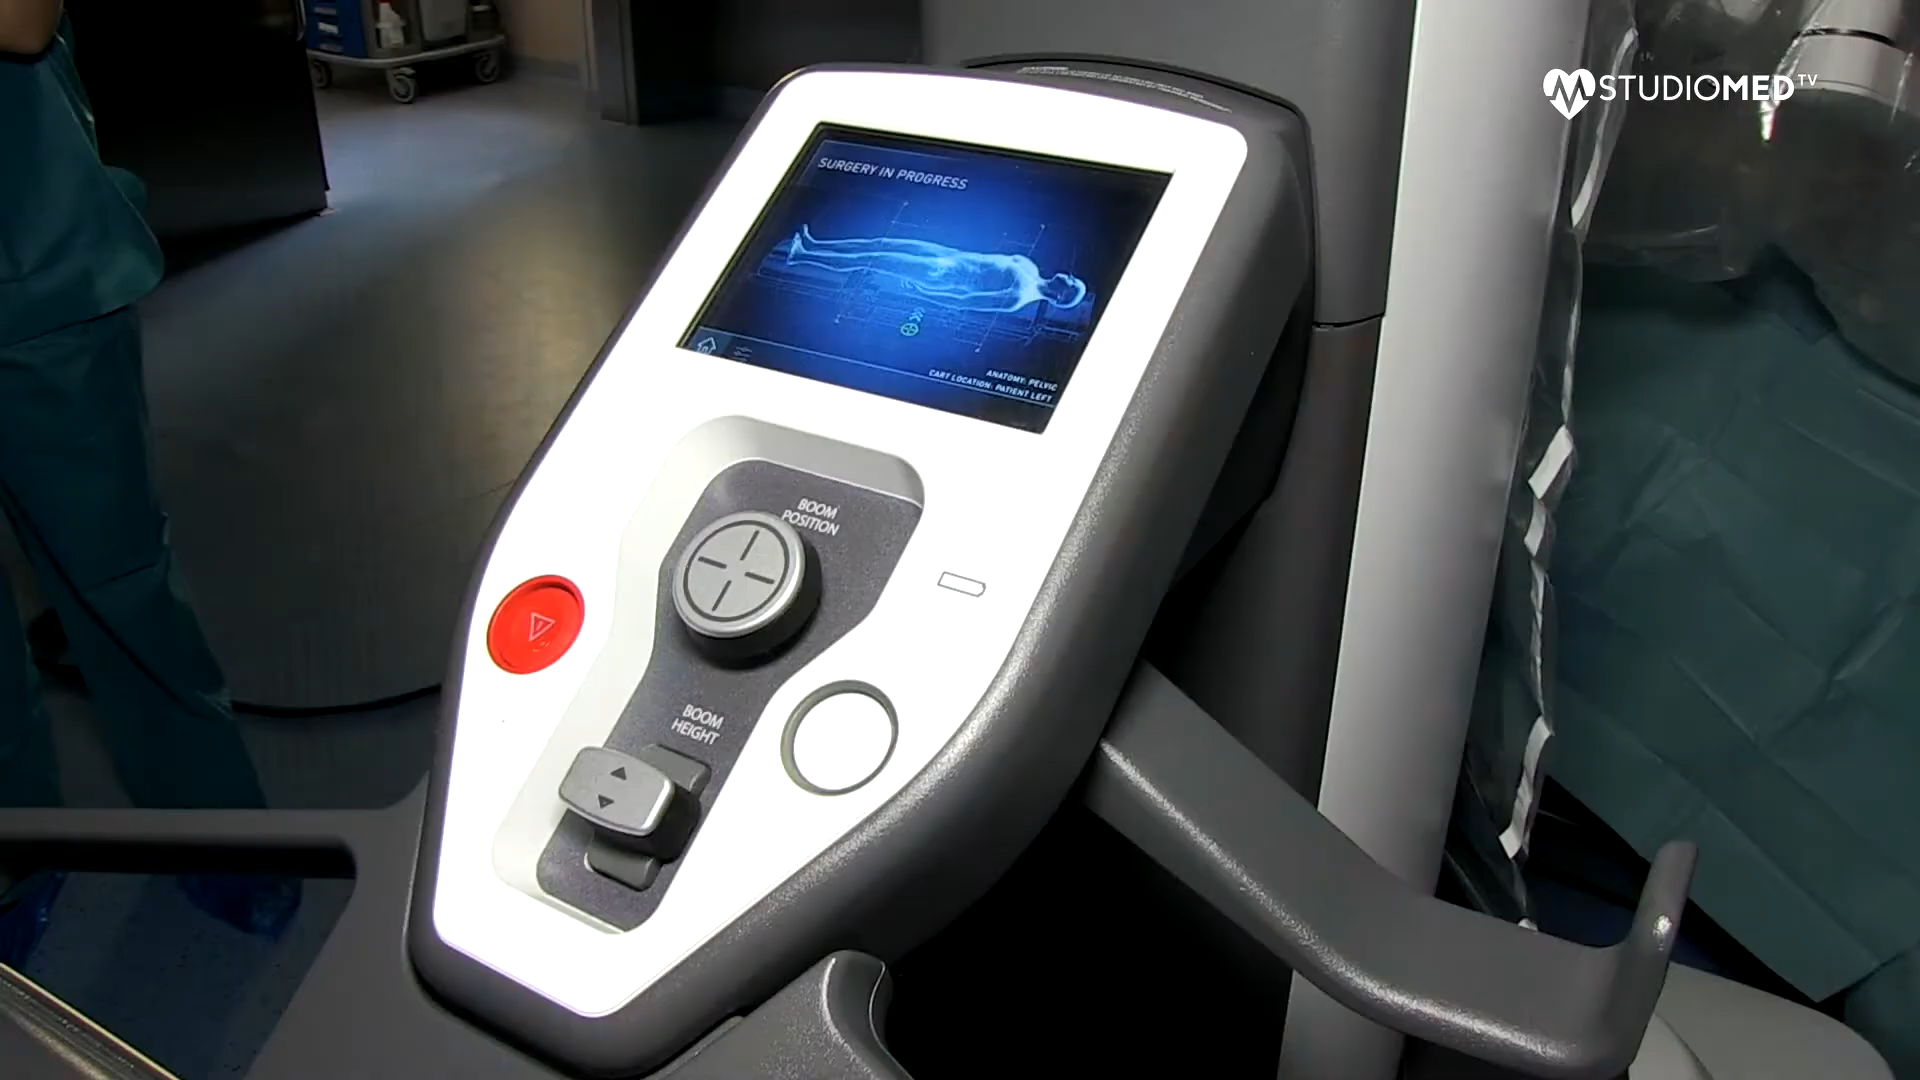 STUDIOMED TV
SURGERY IN PROGRESS
ANATOMY: PELVIC
CART LOCATION: PATIENT LEFT
BOOM
POSITION
BOOM
HEIGHT